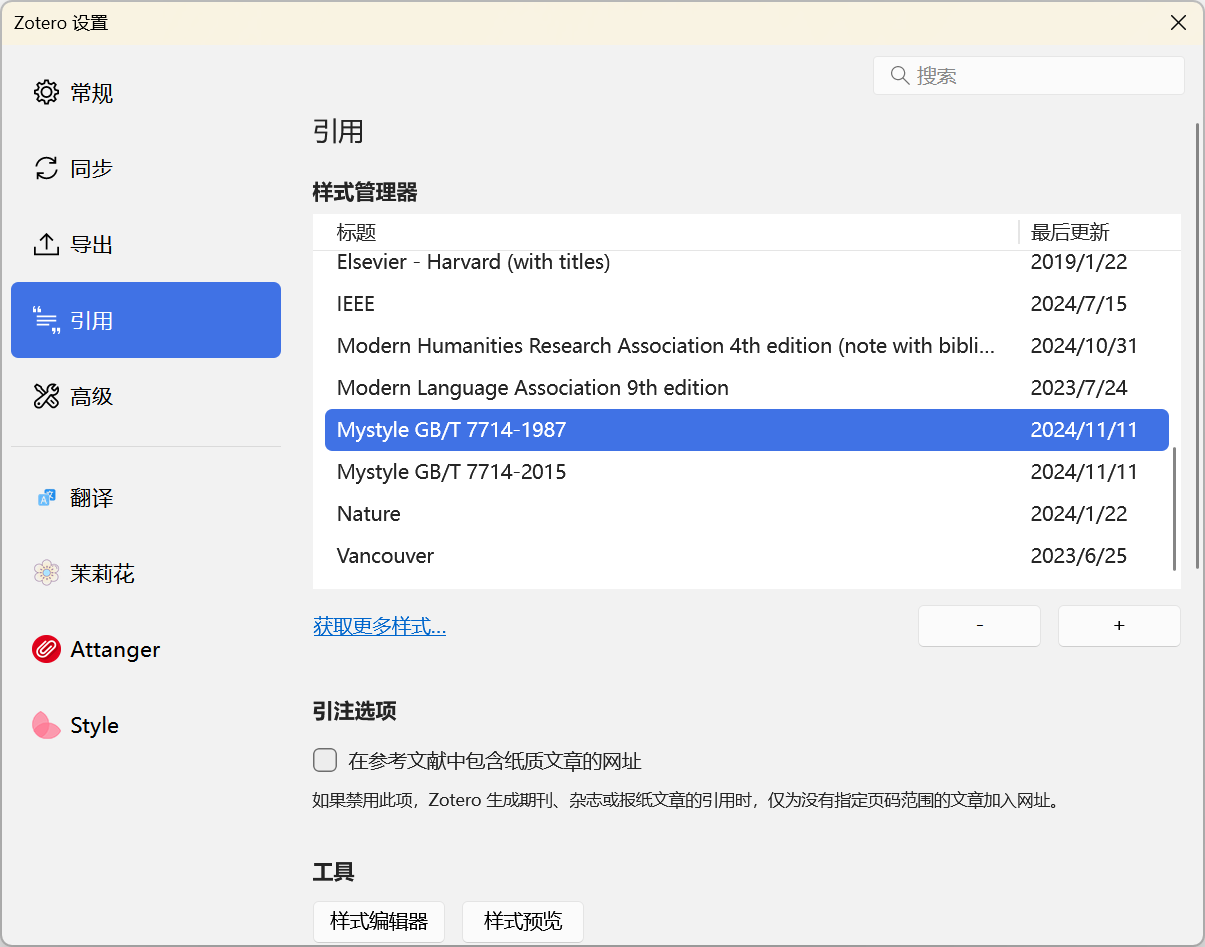 Zotero 设置
搜索
常规
同步
导出
引用
高级
翻译
茉莉花
Attanger
Style
引用
样式管理器
标题 最后更新
Elsevier - Harvard (with titles) 2019/1/22
IEEE 2024/7/15
Modern Humanities Research Association 4th edition (note with bibli... 2024/10/31
Modern Language Association 9th edition 2023/7/24
Mystyle GB/T 7714-1987 2024/11/11
Mystyle GB/T 7714-2015 2024/11/11
Nature 2024/1/22
Vancouver 2023/6/25
获取更多样式... - +
引注选项
在参考文献中包含纸质文章的网址
如果禁用此项，Zotero 生成期刊、杂志或报纸文章的引用时，仅为没有指定页码范围的文章加入网址。
工具
样式编辑器 样式预览